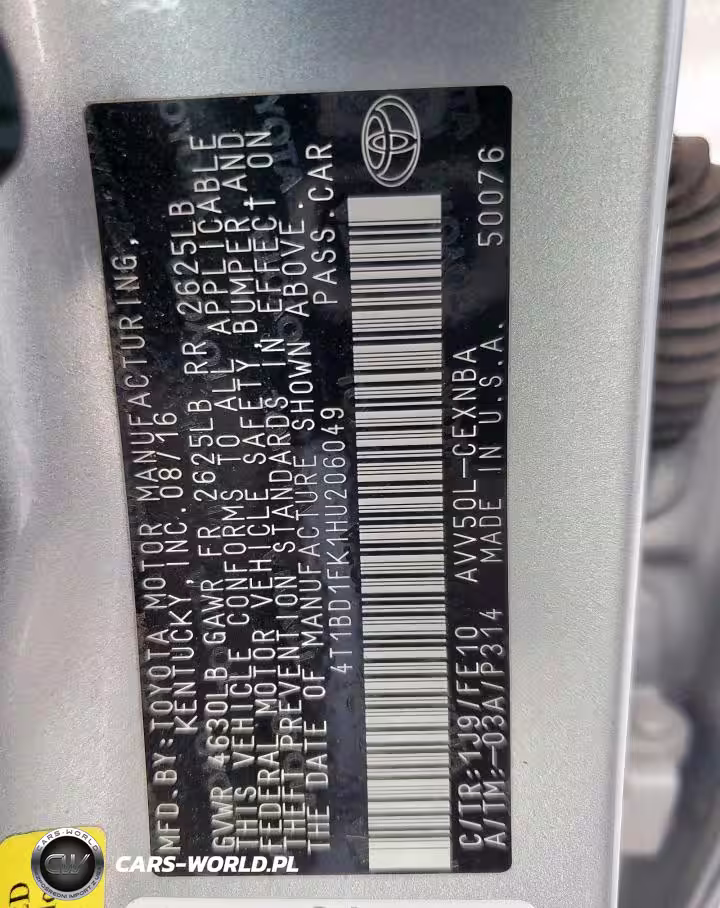 MFD. BY: TOYOTA MOTOR MANUFACTURING,
KENTUCKY, INC. 08/16
GVWR 4630LB GAWR FR 2625LB RR 2625LB
THIS VEHICLE CONFORMS TO ALL APPLICABLE
FEDERAL MOTOR VEHICLE SAFETY, BUMPER, AND
THEFT PREVENTION STANDARDS IN EFFECT ON
THE DATE OF MANUFACTURE SHOWN ABOVE.
4T1BD1FK1HU206049 PASS. CAR
C/TR: 1J9/FE10 AVV50L-CEXNBA
A/TM: -03A/P314 MADE IN U.S.A. 50076
CARS-WORLD
CW
CARS-WORLD.PL